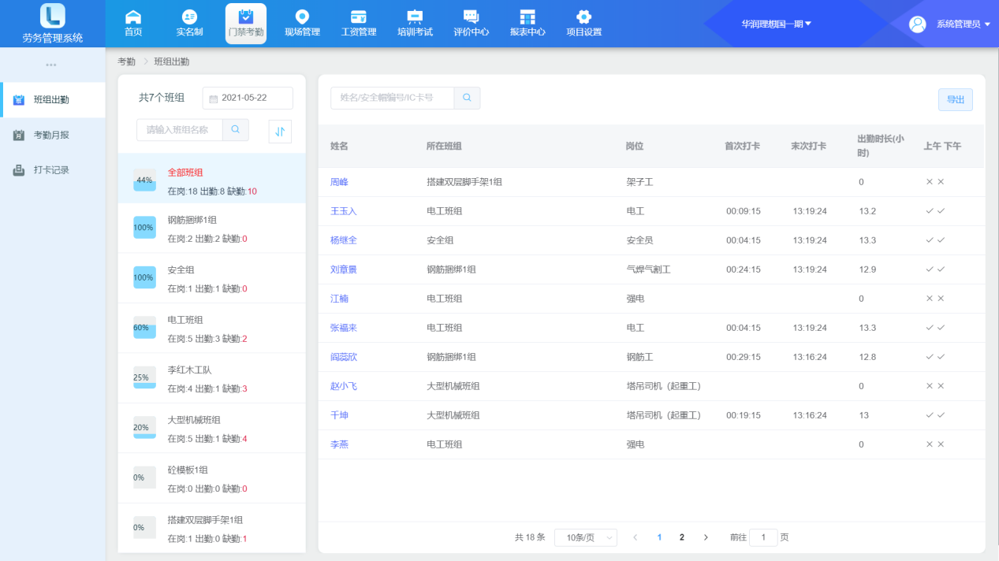 劳务管理系统
首页
实名制
门禁考勤
现场管理
工资管理
培训考试
评价中心
报表中心
项目设置
华润理想国一期
系统管理员
班组出勤
考勤月报
打卡记录
考勤 > 班组出勤
共7个班组
2021-05-22
请输入班组名称
44%
全部班组
在岗:18 出勤:8 缺勤:10
100%
钢筋捆绑1组
在岗:2 出勤:2 缺勤:0
100%
安全组
在岗:1 出勤:1 缺勤:0
60%
电工班组
在岗:5 出勤:3 缺勤:2
25%
李红木工队
在岗:4 出勤:1 缺勤:3
20%
大型机械班组
在岗:5 出勤:1 缺勤:4
0%
砼模板1组
在岗:0 出勤:0 缺勤:0
0%
搭建双层脚手架1组
在岗:1 出勤:0 缺勤:1
姓名/安全帽编号/IC卡号
导出
姓名 所在班组 岗位 首次打卡 末次打卡 出勤时长(小时) 上午 下午
周峰 搭建双层脚手架1组 架子工 0 × ×
王玉入 电工班组 电工 00:09:15 13:19:24 13.2 ✓ ✓
杨继全 安全组 安全员 00:04:15 13:19:24 13.3 ✓ ✓
刘章景 钢筋捆绑1组 气焊气割工 00:24:15 13:19:24 12.9 ✓ ✓
江楠 电工班组 强电 0 × ×
张福来 电工班组 电工 00:04:15 13:19:24 13.3 ✓ ✓
阎蕊欣 钢筋捆绑1组 钢筋工 00:29:15 13:16:24 12.8 ✓ ✓
赵小飞 大型机械班组 塔吊司机（起重工） 0 × ×
千坤 大型机械班组 塔吊司机（起重工） 00:19:15 13:16:24 13 ✓ ✓
李燕 电工班组 强电 0 × ×
共 18 条 10条/页 < 1 2 > 前往 1 页